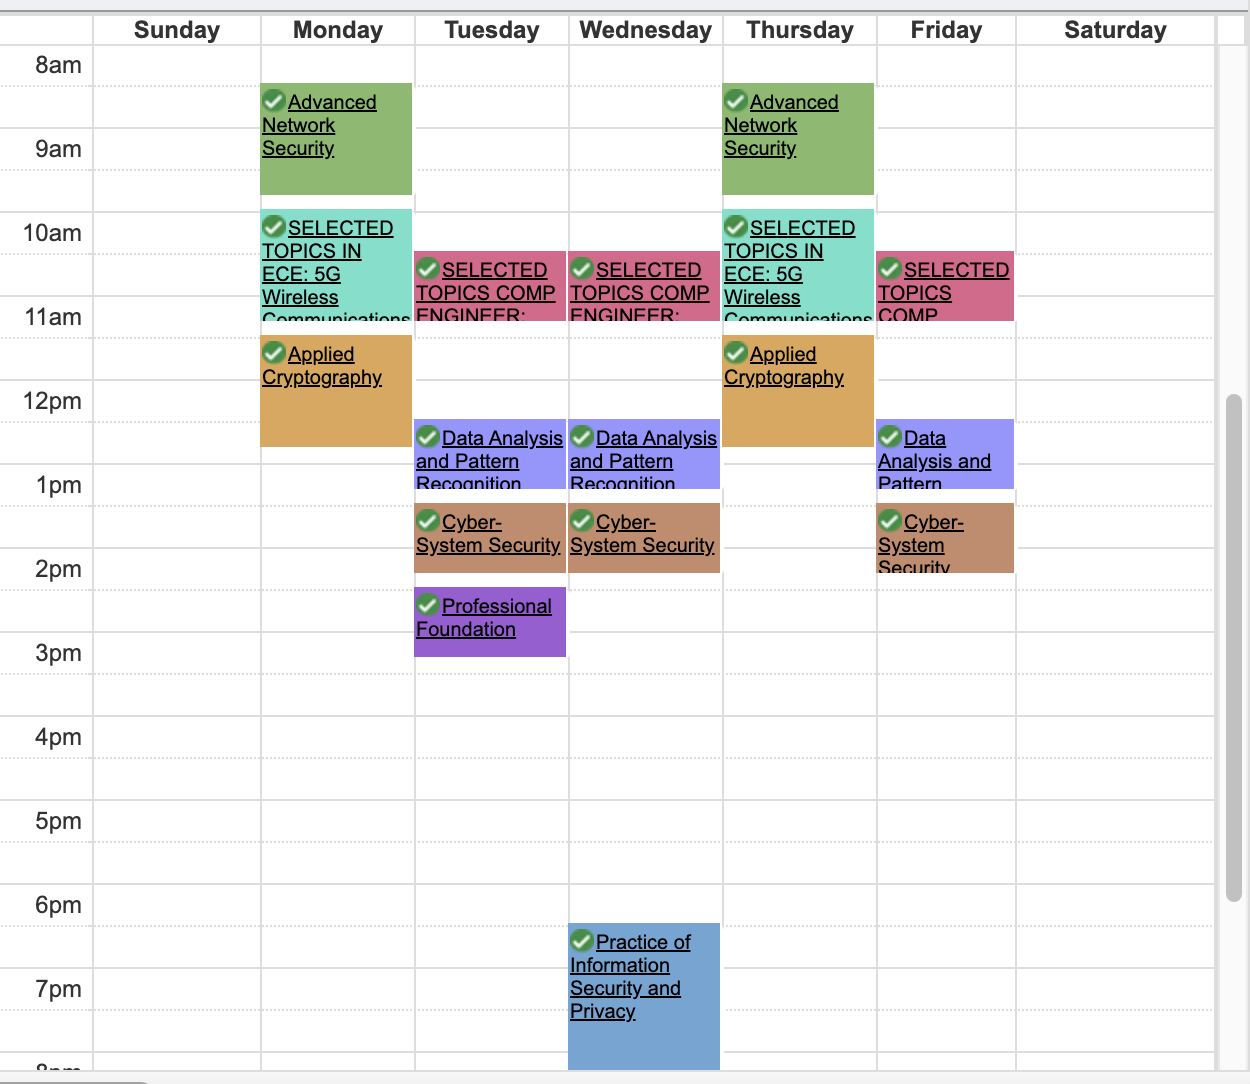 Sunday Monday Tuesday Wednesday Thursday Friday Saturday
8am
Advanced
Network
Security
Advanced
Network
Security
9am
10am
SELECTED
TOPICS IN
ECE: 5G
Wireless
Communications
SELECTED
TOPICS COMP
ENGINEER:
SELECTED
TOPICS COMP
ENGINEER:
SELECTED
TOPICS IN
ECE: 5G
Wireless
Communications
SELECTED
TOPICS
COMP
11am
Applied
Cryptography
Applied
Cryptography
12pm
Data Analysis
and Pattern
Recognition
Data Analysis
and Pattern
Recognition
Data
Analysis and
Pattern
1pm
Cyber-
System Security
Cyber-
System Security
Cyber-
System
Security
2pm
Professional
Foundation
3pm
4pm
5pm
6pm
Practice of
Information
Security and
Privacy
7pm
8pm